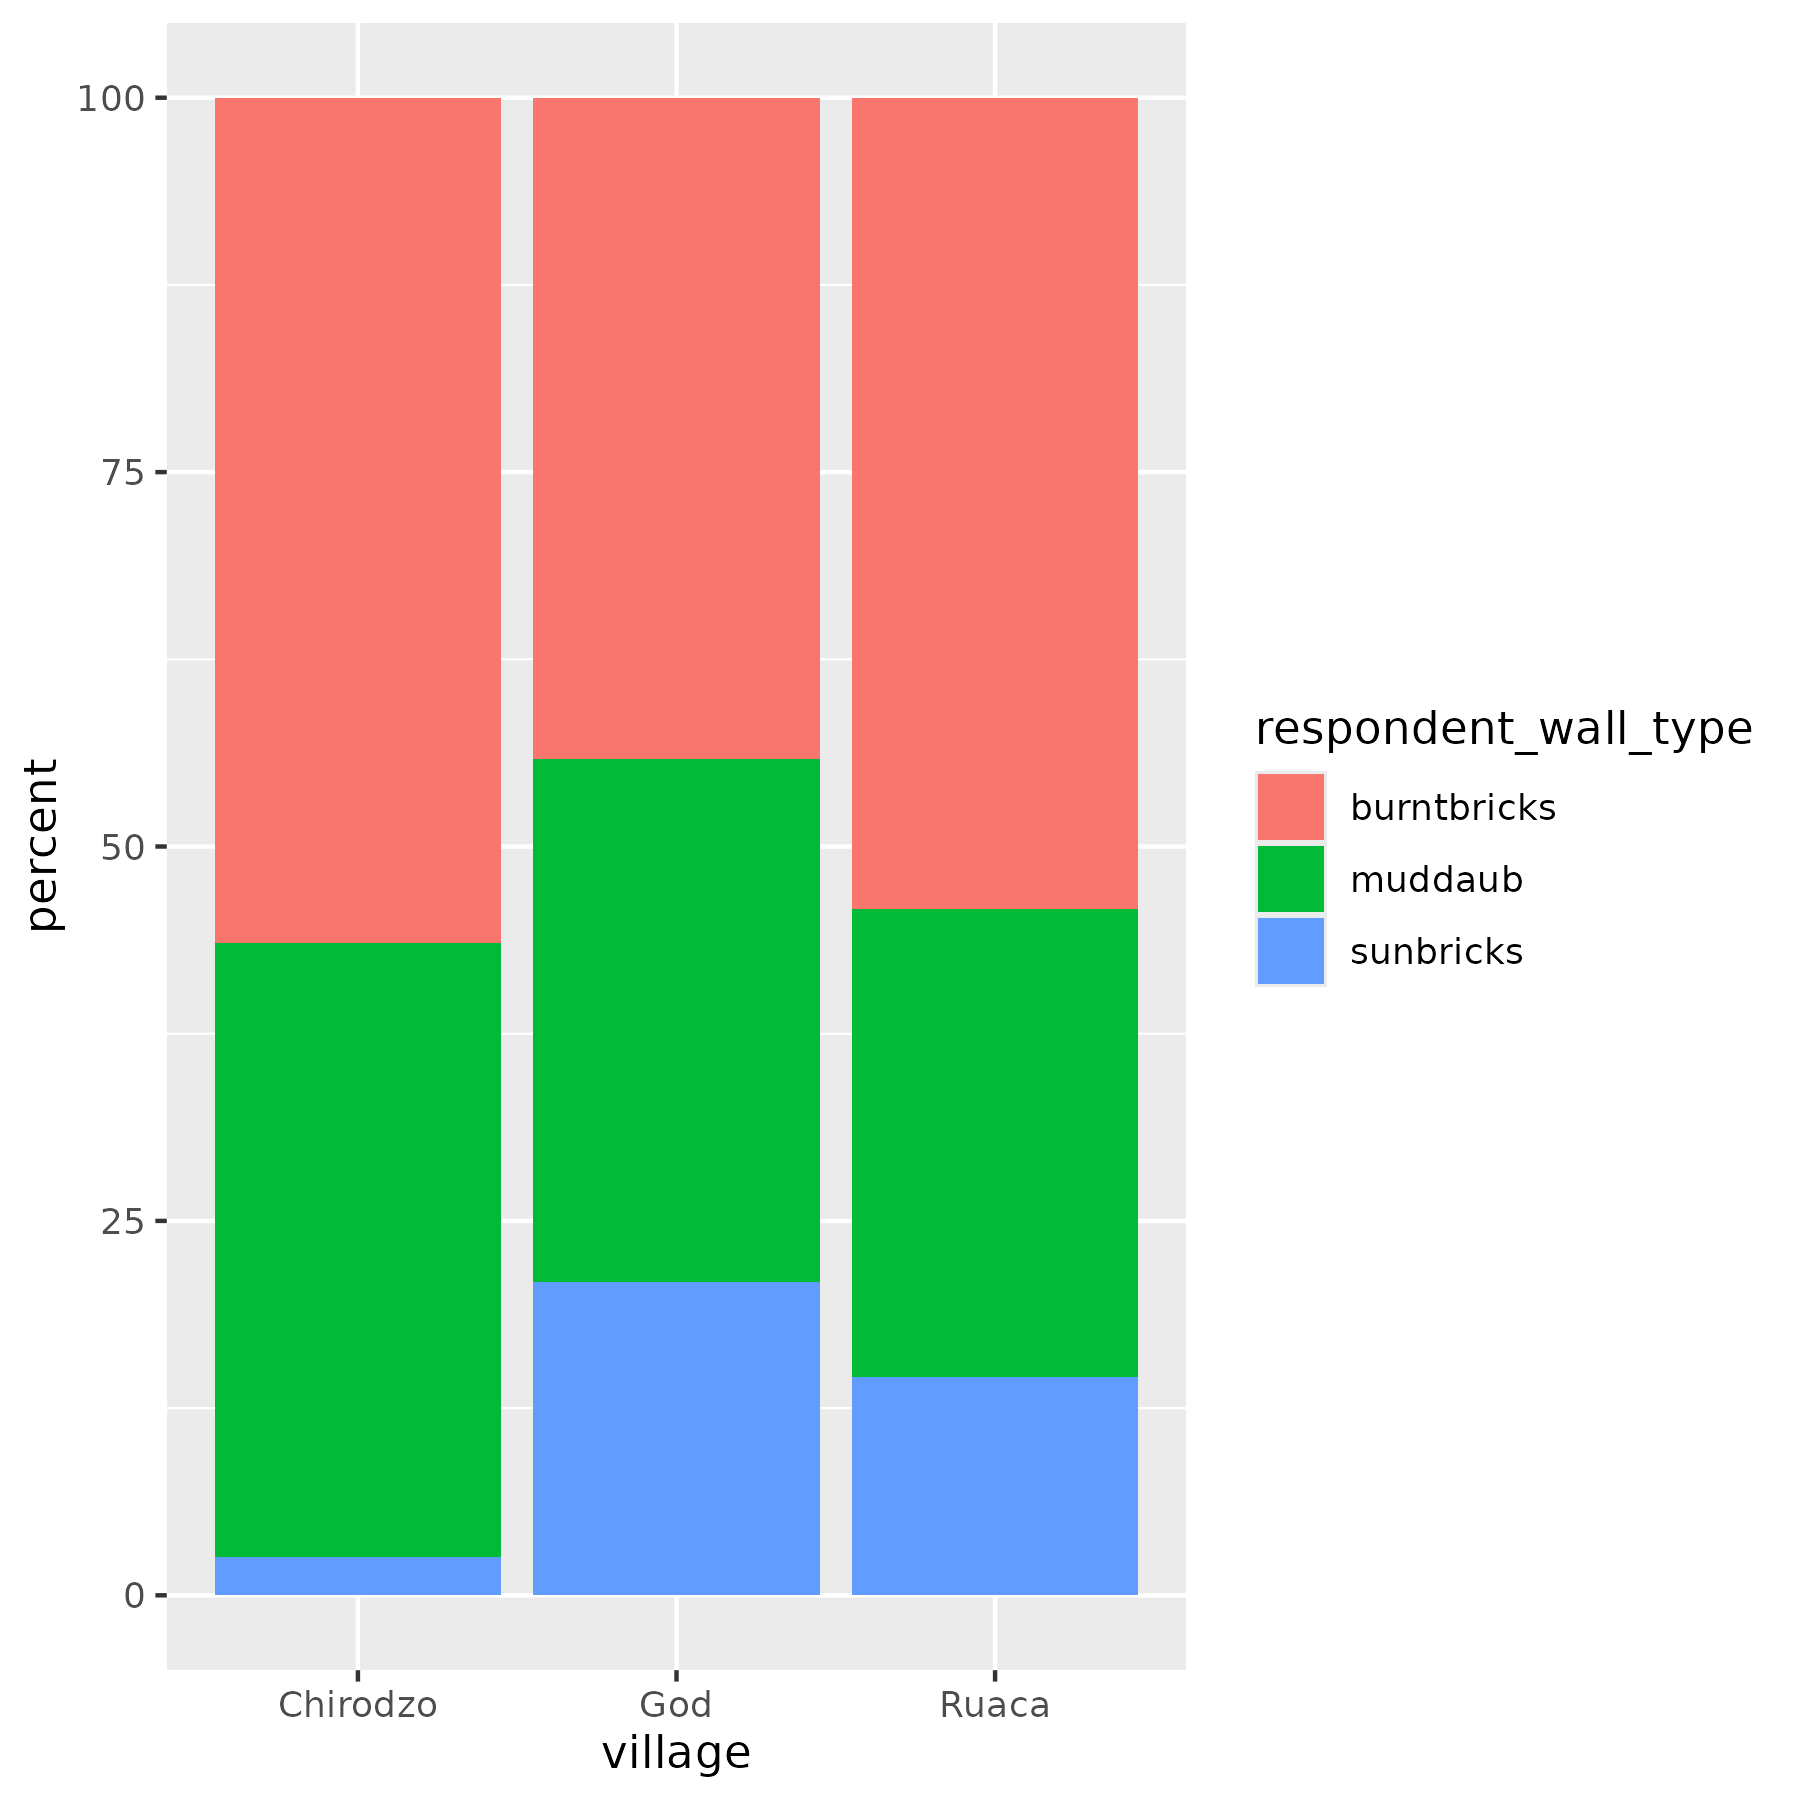 percent
100
75
50
25
0
Chirodzo God Ruaca
village
respondent_wall_type
burntbricks
muddaub
sunbricks